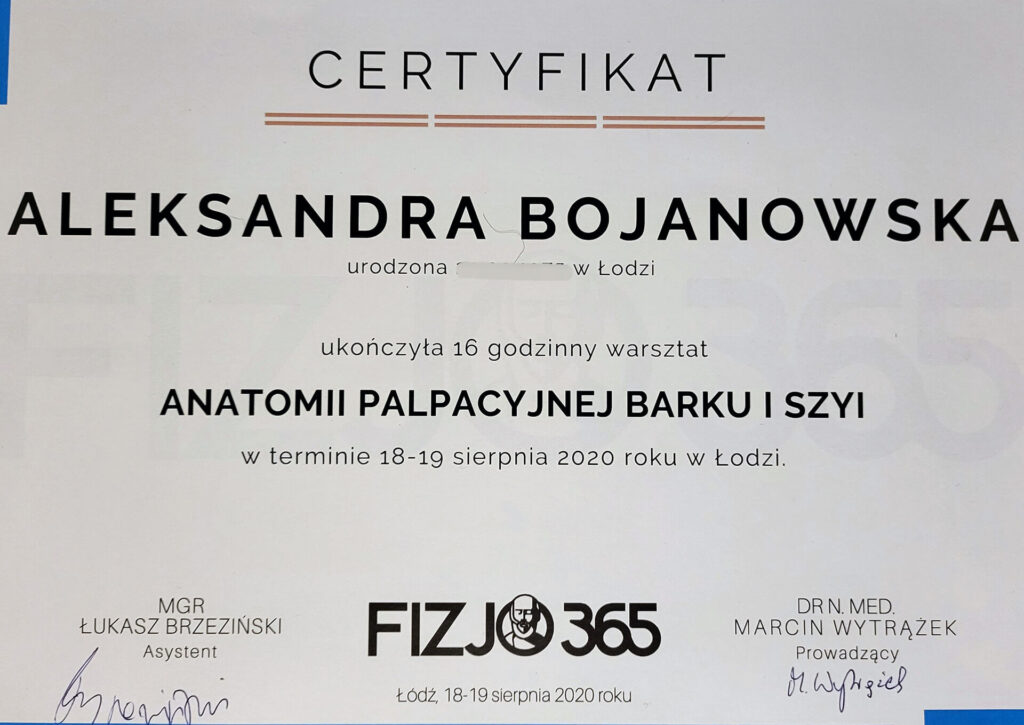 CERTYFIKAT
ALEKSANDRA BOJANOWSKA
urodzona w Łodzi
ukończyła 16 godzinny warsztat
ANATOMII PALPACYJNEJ BARKU I SZYI
w terminie 18-19 sierpnia 2020 roku w Łodzi.
MGR
ŁUKASZ BRZEZIŃSKI
Asystent
FIZJO 365
Łódź, 18-19 sierpnia 2020 roku
DR N. MED.
MARCIN WYTRĄŻEK
Prowadzący
M. Wytrążek